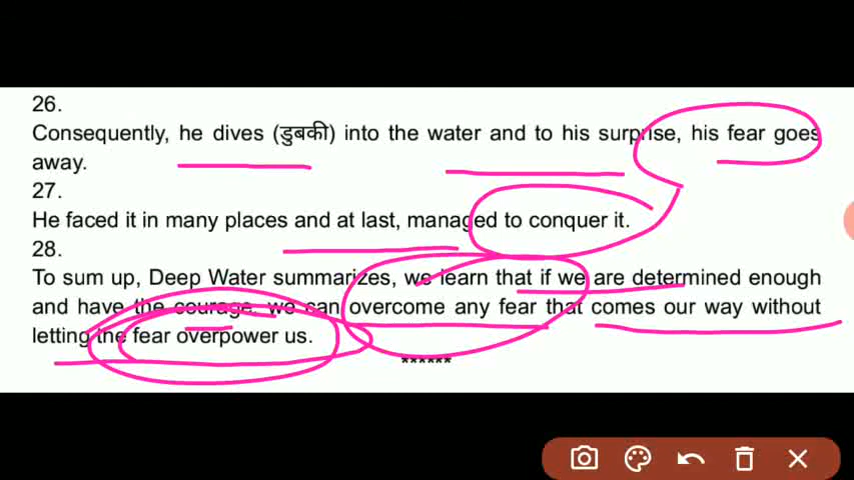 26.
Consequently, he dives (डुबकी) into the water and to his surprise, his fear goes
away.
27.
He faced it in many places and at last, managed to conquer it.
28.
To sum up, Deep Water summarizes, we learn that if we are determined enough
and have the courage, we can overcome any fear that comes our way without
letting the fear overpower us.
******